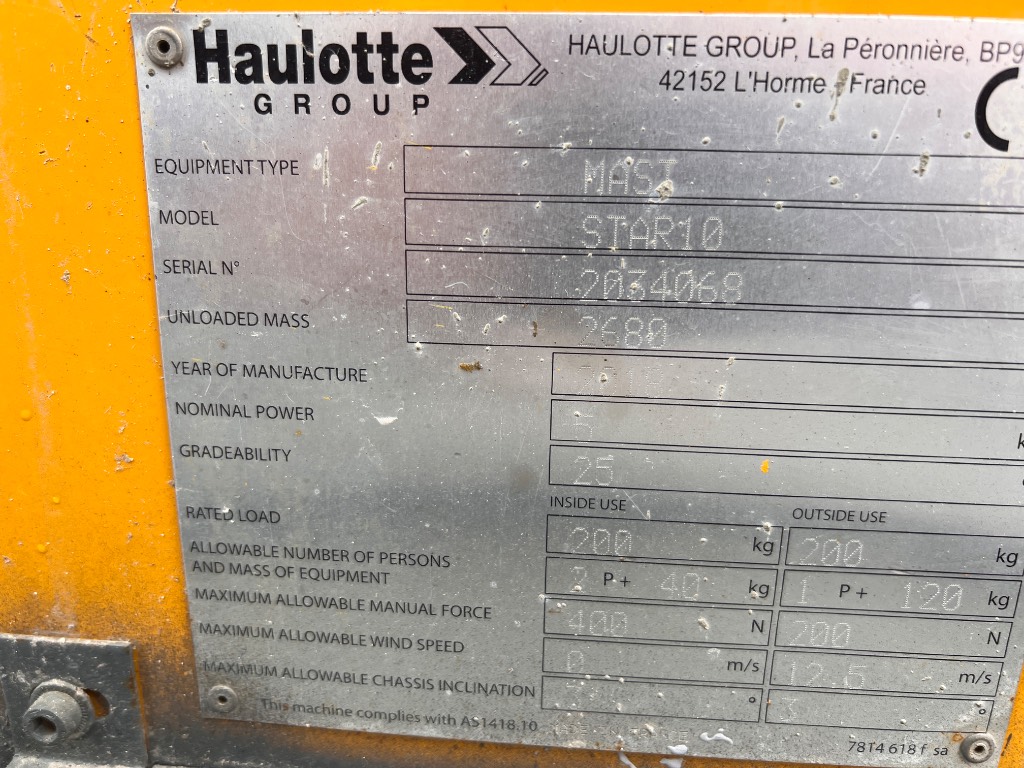 Haulotte
GROUP
HAULOTTE GROUP, La Péronnière, BP9
42152 L'Horme - France
C
EQUIPMENT TYPE MAST
MODEL STAR10
SERIAL N° 2034068
UNLOADED MASS 2680
YEAR OF MANUFACTURE
NOMINAL POWER
GRADEABILITY 25
INSIDE USE OUTSIDE USE
RATED LOAD 200 kg 200 kg
ALLOWABLE NUMBER OF PERSONS
AND MASS OF EQUIPMENT 2 P + 40 kg 1 P + 120 kg
MAXIMUM ALLOWABLE MANUAL FORCE 400 N 200 N
MAXIMUM ALLOWABLE WIND SPEED 0 m/s 12.5 m/s
MAXIMUM ALLOWABLE CHASSIS INCLINATION ° °
This machine complies with AS1418.10
78T4 618 f sa